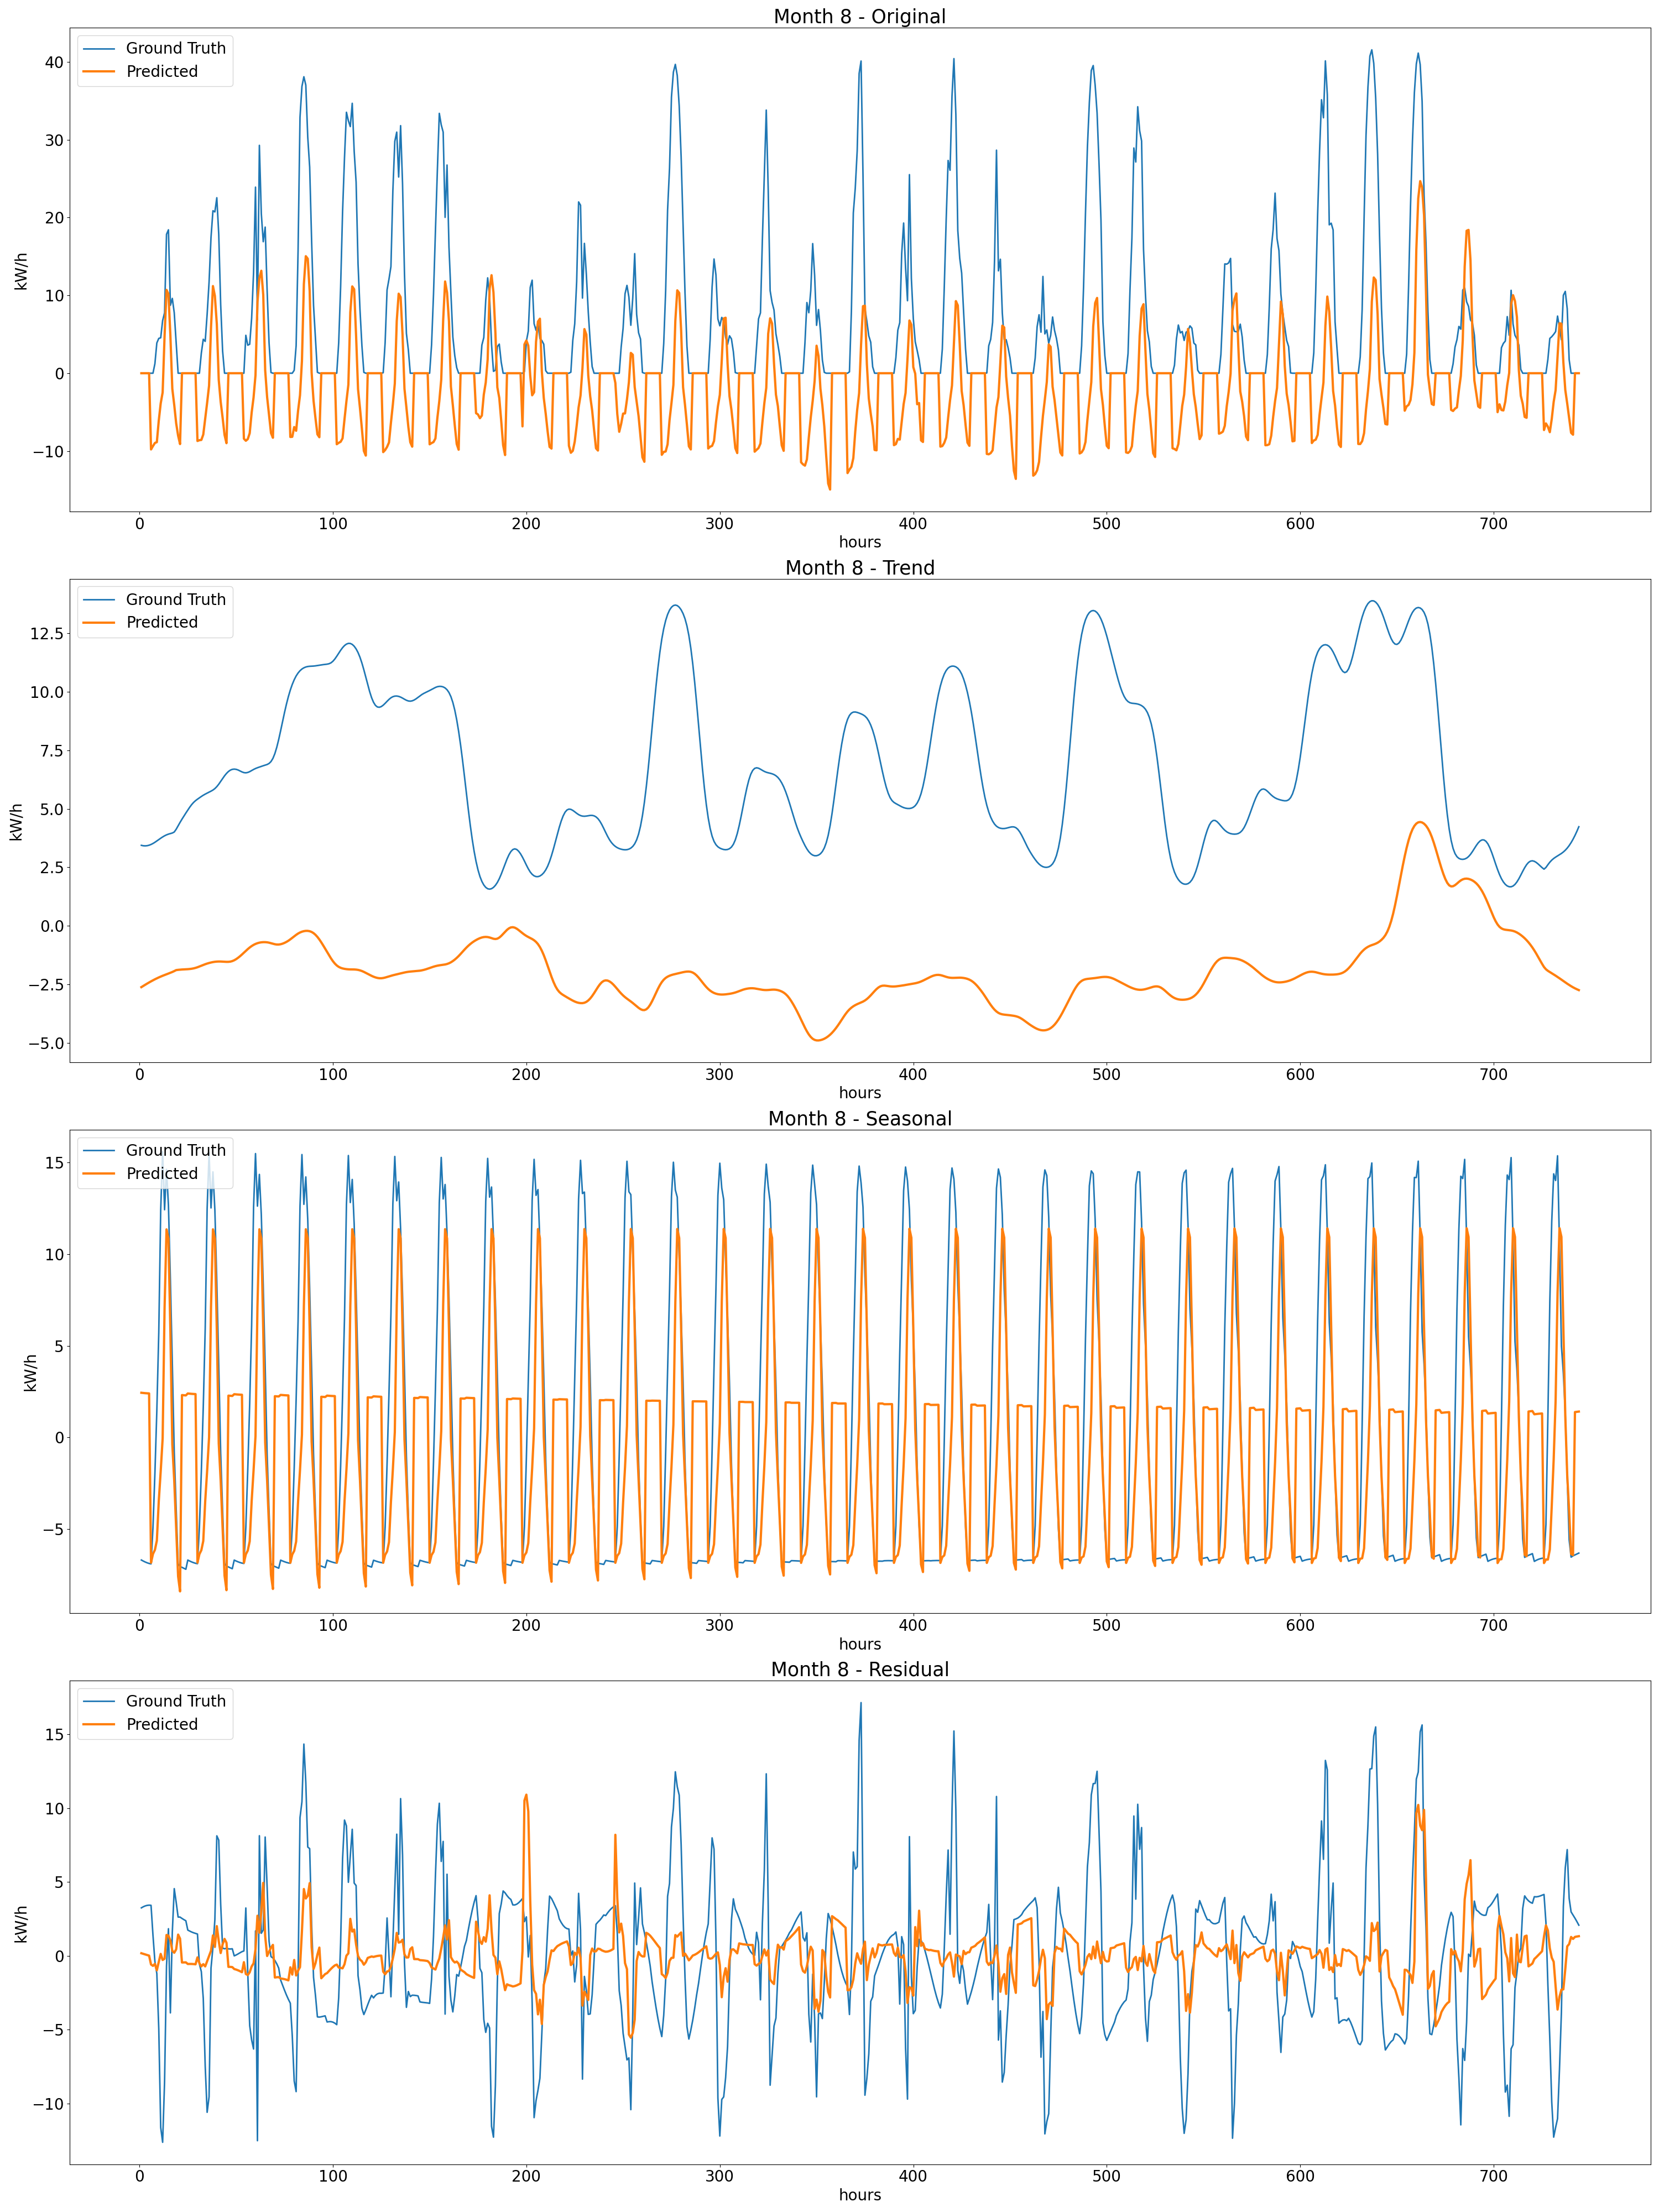 Month 8 - Original
Ground Truth
Predicted
40
30
20
10
0
−10
kW/h
0 100 200 300 400 500 600 700
hours
Month 8 - Trend
Ground Truth
Predicted
12.5
10.0
7.5
5.0
2.5
0.0
−2.5
−5.0
kW/h
0 100 200 300 400 500 600 700
hours
Month 8 - Seasonal
Ground Truth
Predicted
15
10
5
0
−5
kW/h
0 100 200 300 400 500 600 700
hours
Month 8 - Residual
Ground Truth
Predicted
15
10
5
0
−5
−10
kW/h
0 100 200 300 400 500 600 700
hours